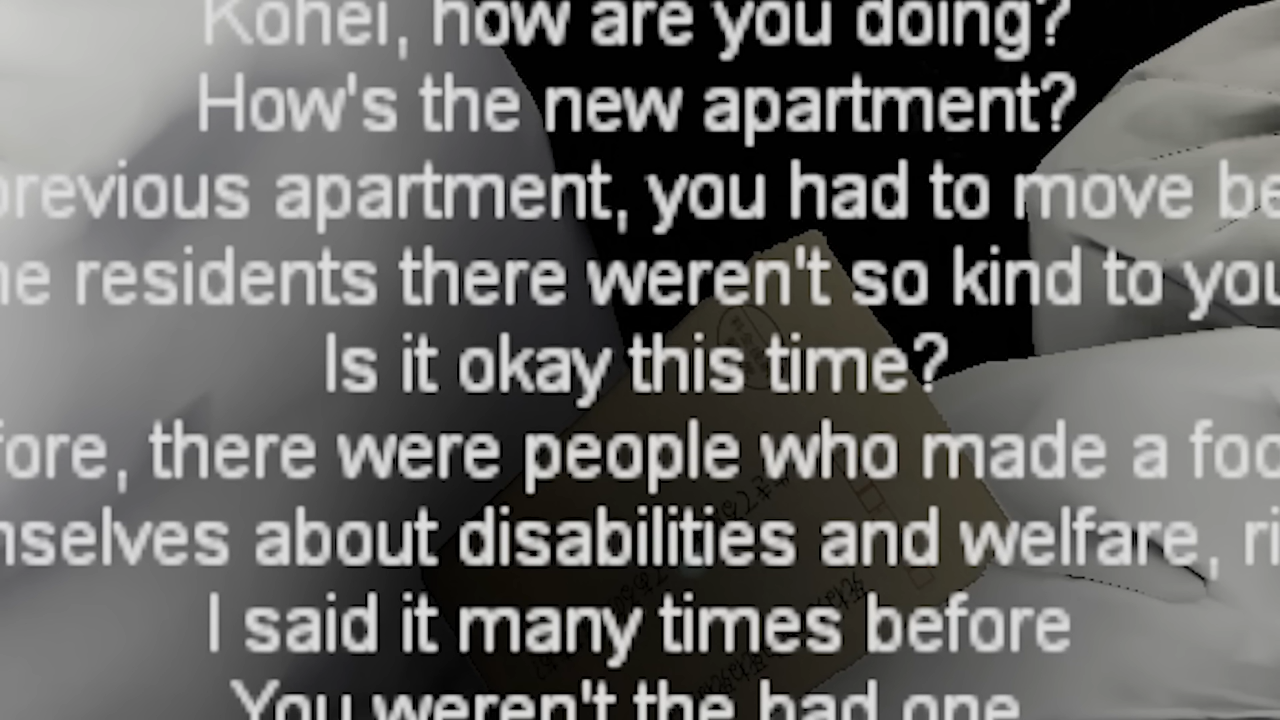 Kohei, how are you doing?
How's the new apartment?
previous apartment, you had to move be
he residents there weren't so kind to you
Is it okay this time?
fore, there were people who made a foo
mselves about disabilities and welfare, ri
I said it many times before
You weren't the bad one